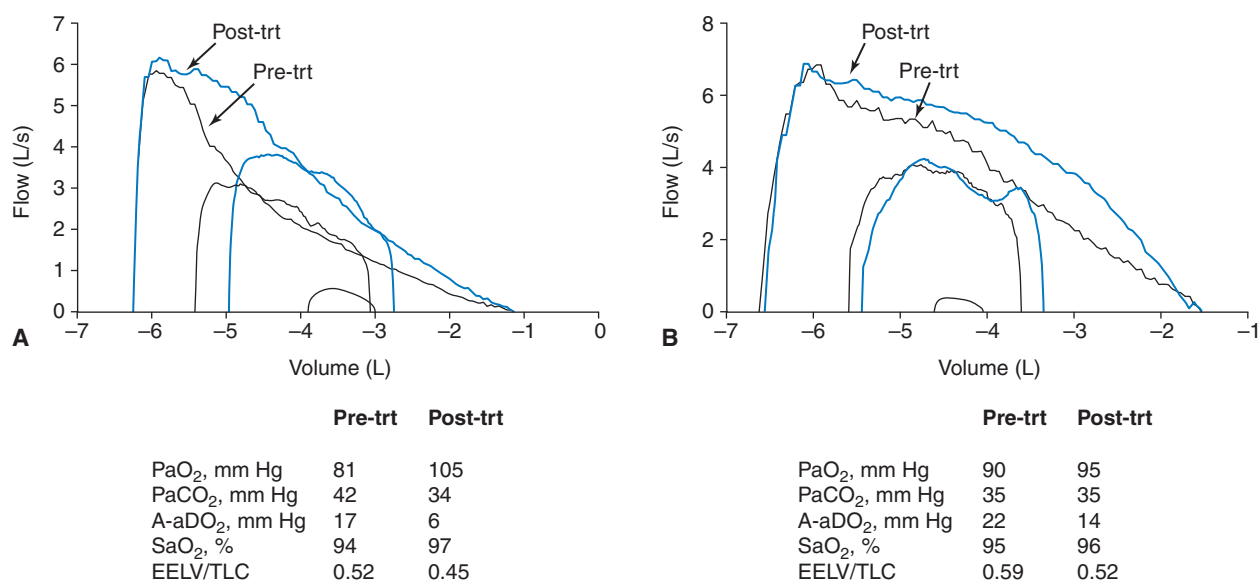 7
6
5
4
3
2
1
0
Flow (L/s)
Post-trt
Pre-trt
–7 –6 –5 –4 –3 –2 –1 0
A
Volume (L)
Pre-trt Post-trt
PaO2, mm Hg 81 105
PaCO2, mm Hg 42 34
A-aDO2, mm Hg 17 6
SaO2, % 94 97
EELV/TLC 0.52 0.45
8
6
4
2
0
Flow (L/s)
Post-trt
Pre-trt
–7 –6 –5 –4 –3 –2 –1
B
Volume (L)
Pre-trt Post-trt
PaO2, mm Hg 90 95
PaCO2, mm Hg 35 35
A-aDO2, mm Hg 22 14
SaO2, % 95 96
EELV/TLC 0.59 0.52